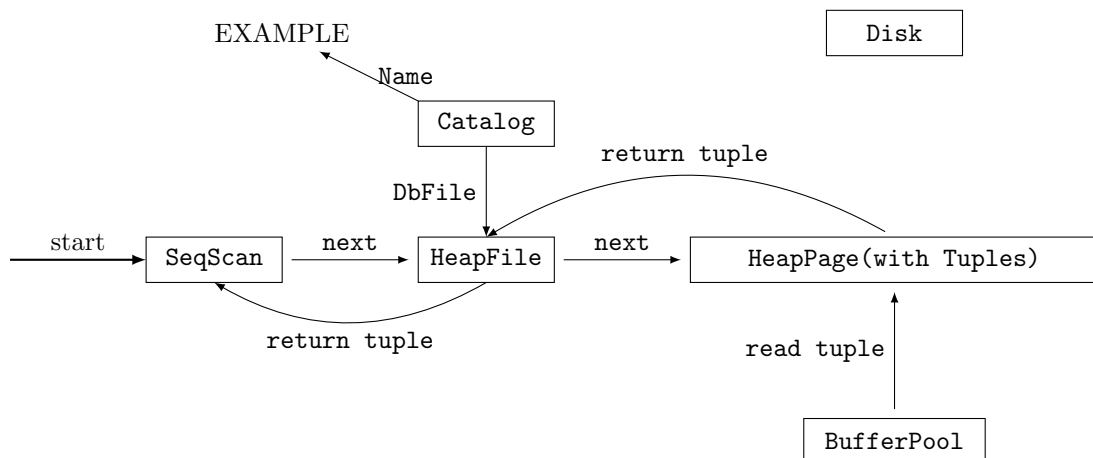 EXAMPLE
Disk
Name
Catalog
return tuple
DbFile
start
SeqScan
next
HeapFile
next
HeapPage(with Tuples)
return tuple
read tuple
BufferPool